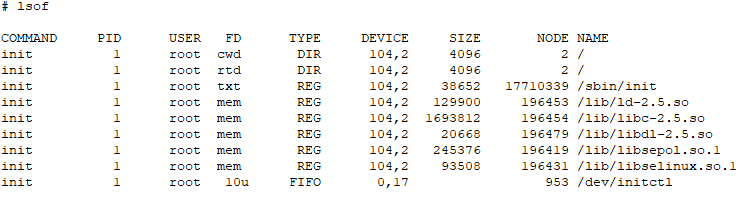 # lsof
COMMAND PID USER FD TYPE DEVICE SIZE NODE NAME
init 1 root cwd DIR 104,2 4096 2 /
init 1 root rtd DIR 104,2 4096 2 /
init 1 root txt REG 104,2 38652 17710339 /sbin/init
init 1 root mem REG 104,2 129900 196453 /lib/ld-2.5.so
init 1 root mem REG 104,2 1693812 196454 /lib/libc-2.5.so
init 1 root mem REG 104,2 20668 196479 /lib/libdl-2.5.so
init 1 root mem REG 104,2 245376 196419 /lib/libsepol.so.1
init 1 root mem REG 104,2 93508 196431 /lib/libselinux.so.1
init 1 root 10u FIFO 0,17 953 /dev/initctl